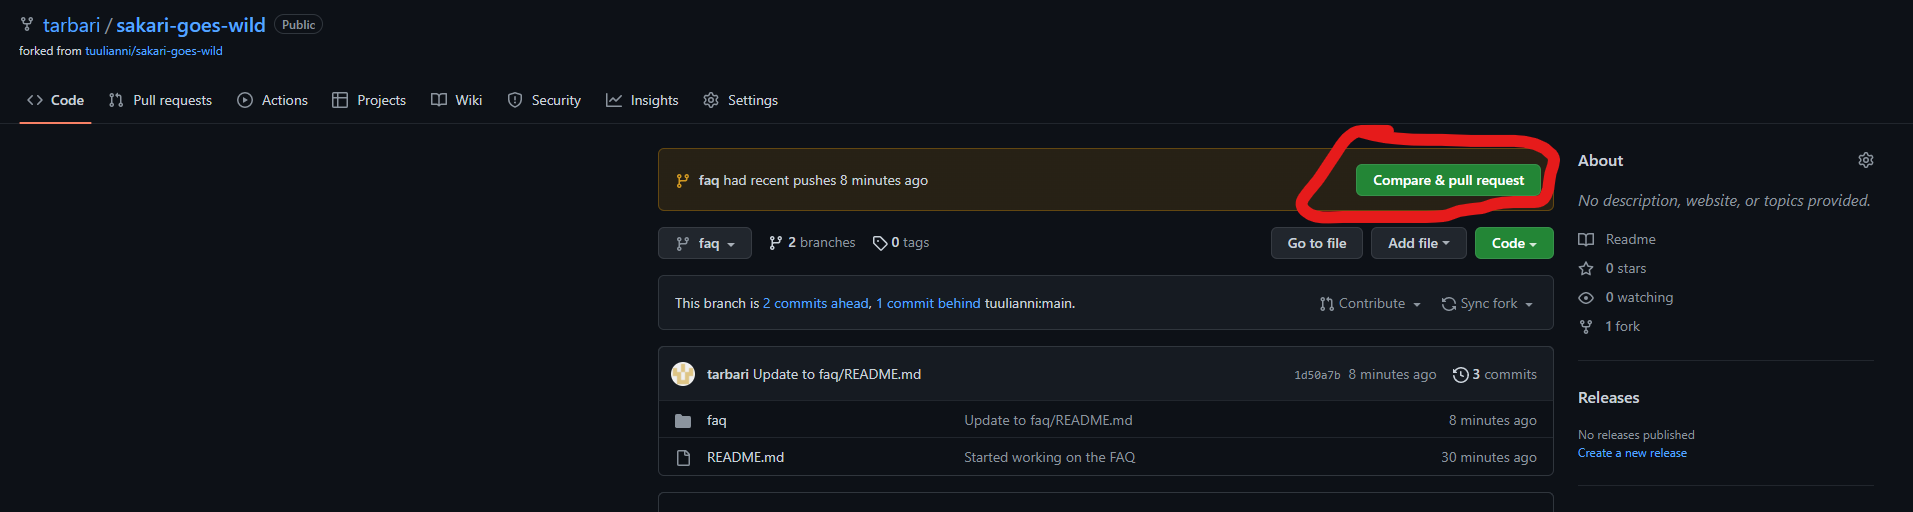 tarbari / sakari-goes-wild Public
forked from tuulianni/sakari-goes-wild
Code Pull requests Actions Projects Wiki Security Insights Settings
faq had recent pushes 8 minutes ago Compare & pull request
faq 2 branches 0 tags Go to file Add file Code
This branch is 2 commits ahead, 1 commit behind tuulianni:main. Contribute Sync fork
tarbari Update to faq/README.md 1d50a7b 8 minutes ago 3 commits
faq Update to faq/README.md 8 minutes ago
README.md Started working on the FAQ 30 minutes ago
About
No description, website, or topics provided.
Readme
0 stars
0 watching
1 fork
Releases
No releases published
Create a new release